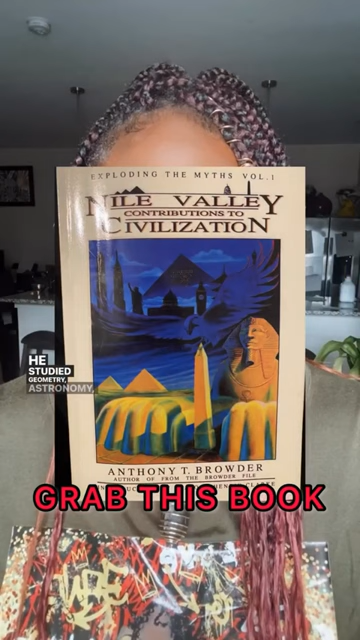 EXPLODING THE MYTHS VOL. 1
NILE VALLEY
CONTRIBUTIONS TO
CIVILIZATION
HE
STUDIED
GEOMETRY,
ASTRONOMY,
ANTHONY T. BROWDER
AUTHOR OF FROM THE BROWDER FILE
GRAB THIS BOOK